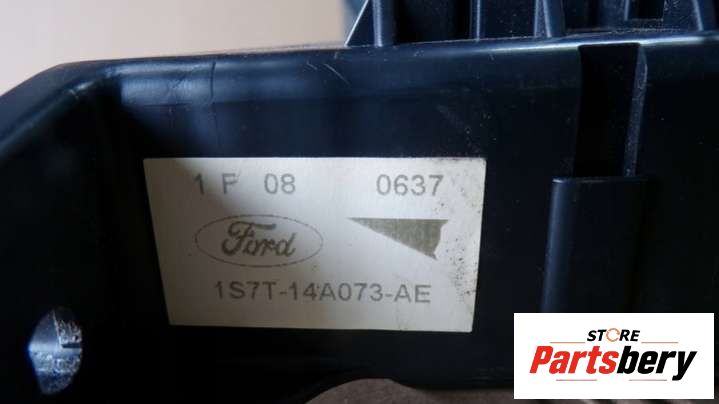 1 F 08 0637
Ford
1S7T-14A073-AE
STORE
Partsbery